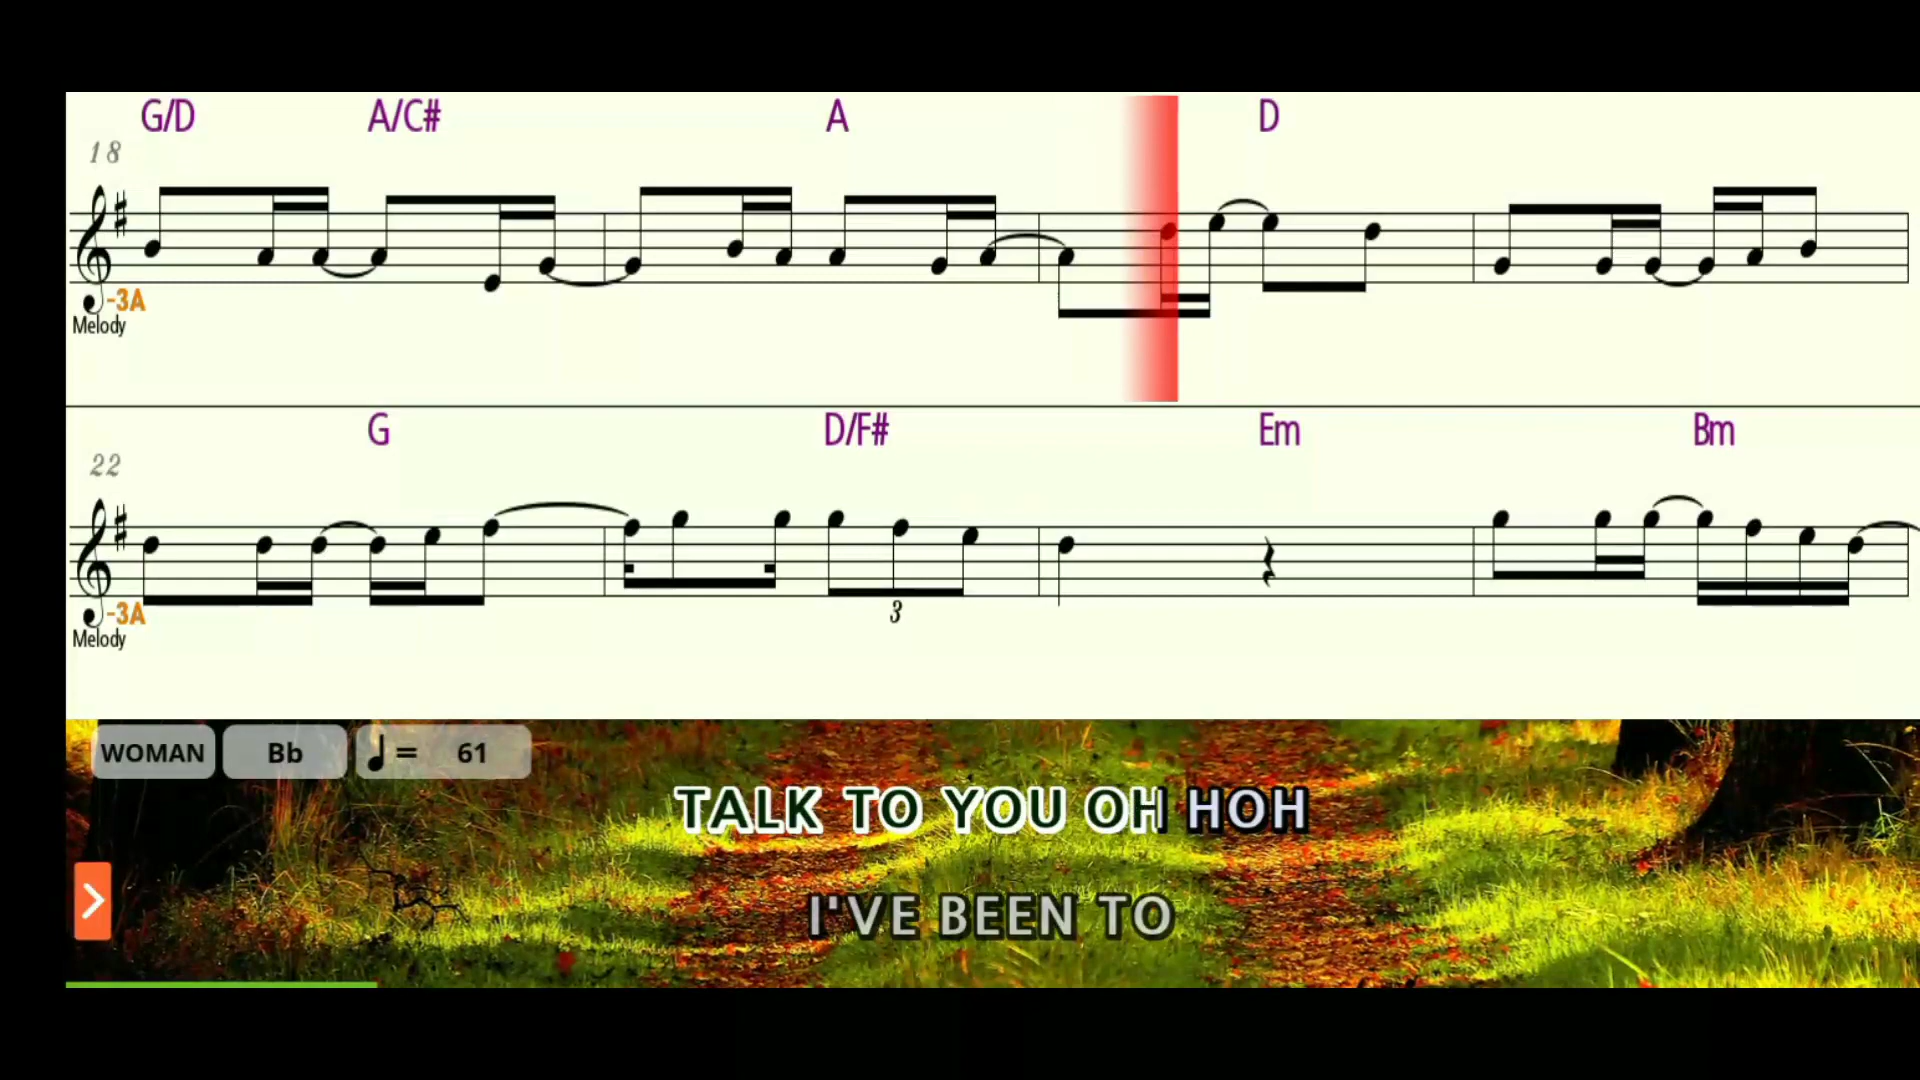 G/D A/C# A D
18
-3A
Melody
G D/F# Em Bm
22
-3A
3
Melody
WOMAN Bb = 61
TALK TO YOU OH HOH
I'VE BEEN TO